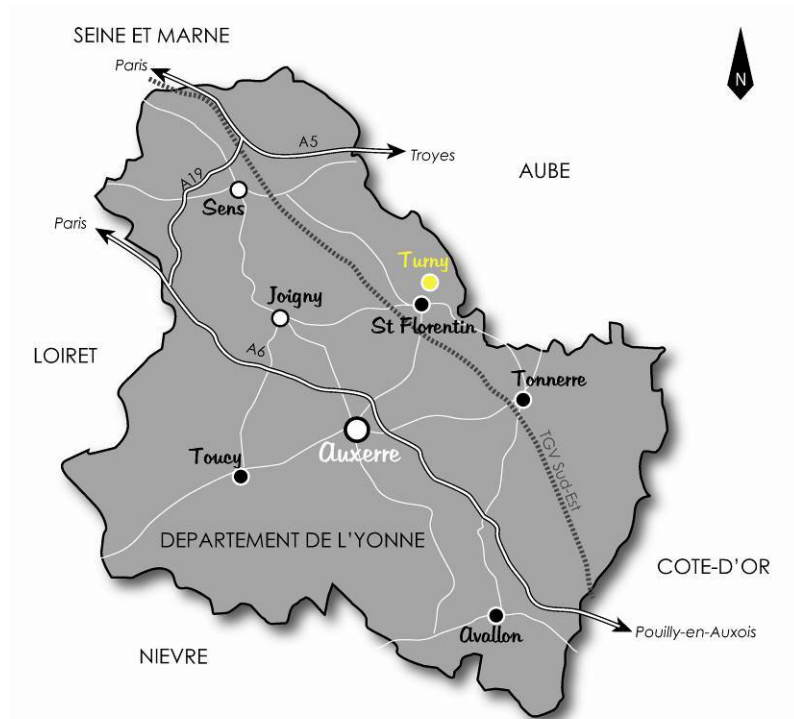 SEINE ET MARNE
Paris
N
A5
Troyes
AUBE
A19
Sens
Paris
Turny
Joigny
St Florentin
LOIRET
A6
Tonnerre
Auxerre
Toucy
TGV Sud-Est
DEPARTEMENT DE L'YONNE
COTE-D'OR
Avallon
Pouilly-en-Auxois
NIEVRE